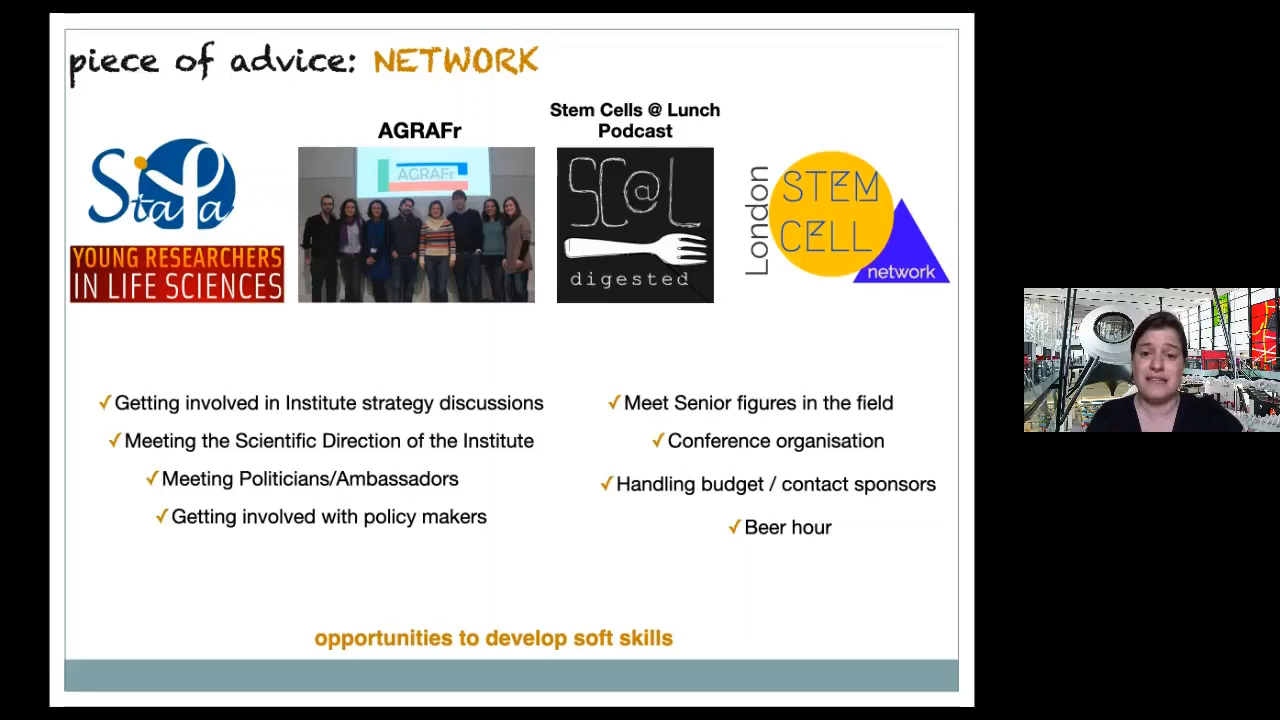 piece of advice: NETWORK
StaPa
YOUNG RESEARCHERS
IN LIFE SCIENCES
AGRAFr
AGRAFr
Stem Cells @ Lunch
Podcast
SC@L
digested
London
STEM
CELL
network
✓Getting involved in Institute strategy discussions
✓Meeting the Scientific Direction of the Institute
✓Meeting Politicians/Ambassadors
✓Getting involved with policy makers
✓Meet Senior figures in the field
✓Conference organisation
✓Handling budget / contact sponsors
✓Beer hour
opportunities to develop soft skills